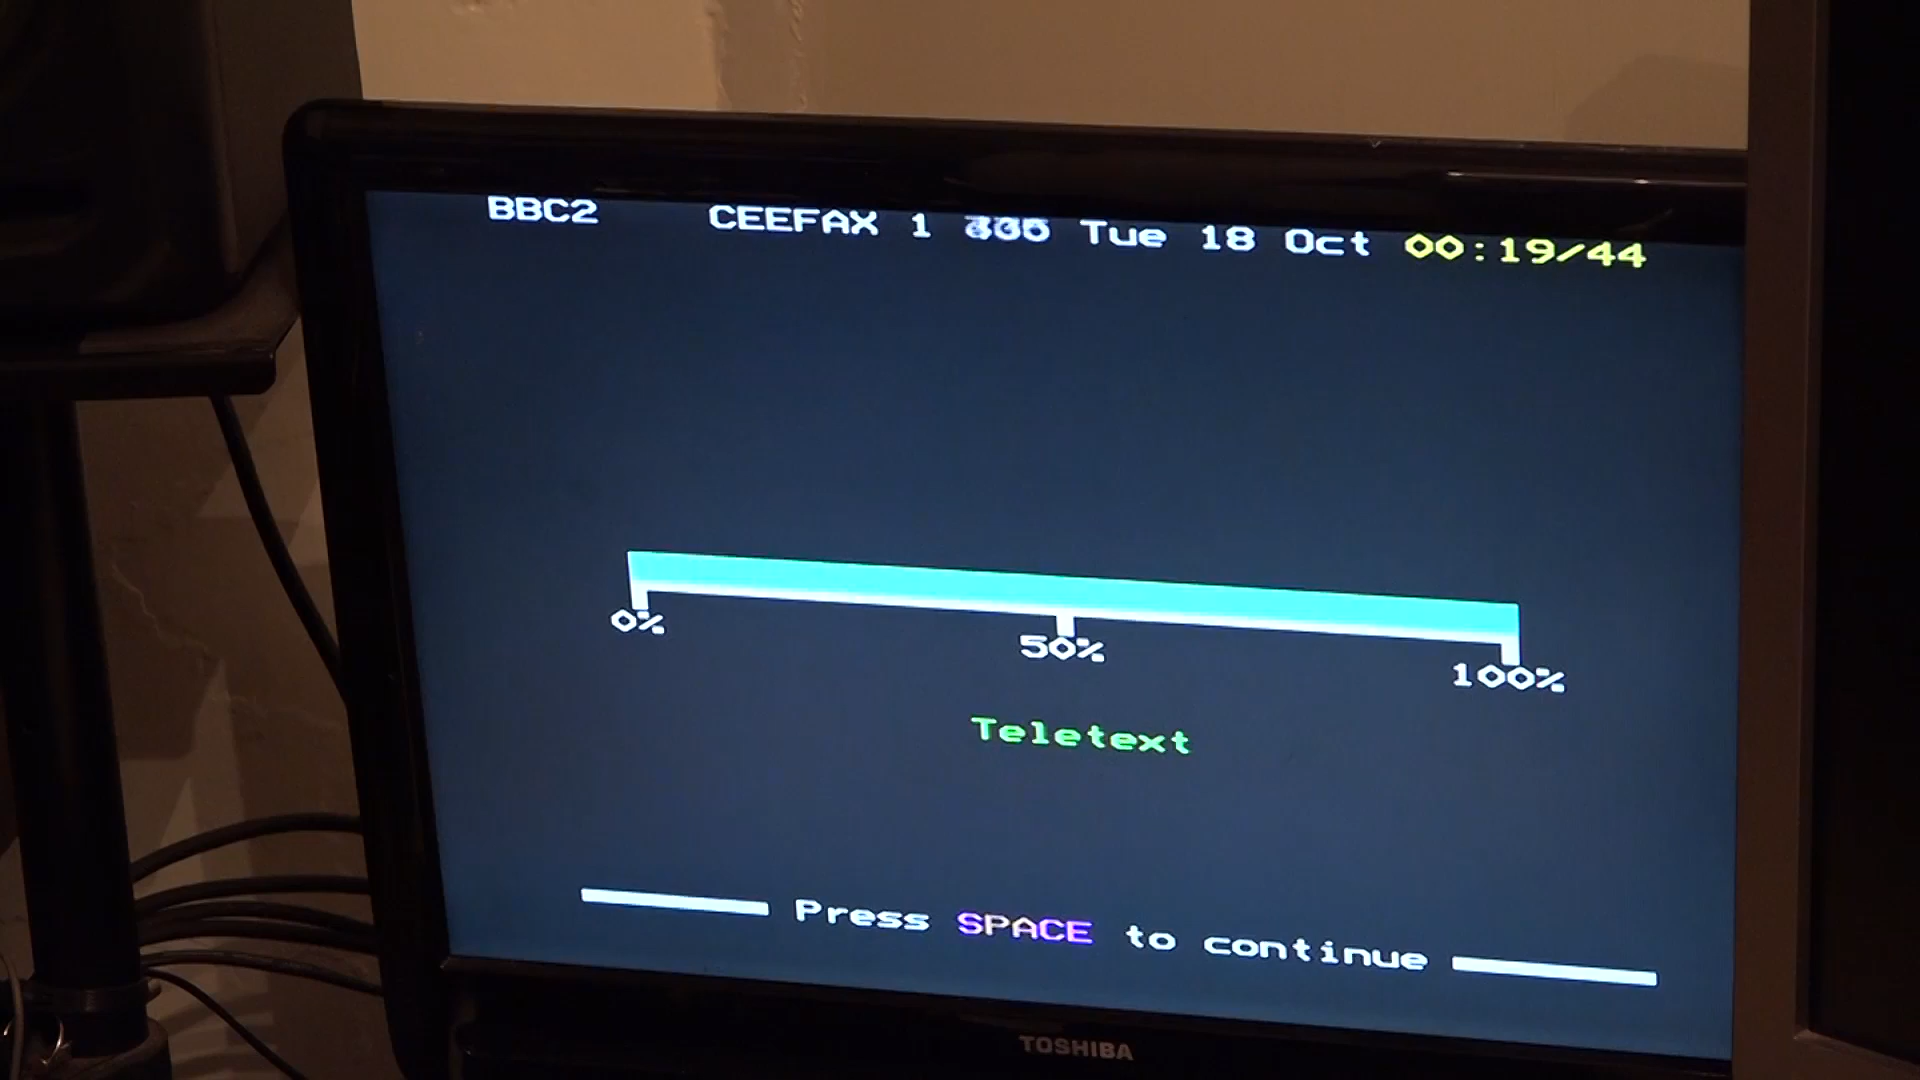 BBC2 CEEFAX 1 Tue 18 Oct 00:19/44
0% 50% 100%
Teletext
Press SPACE to continue
TOSHIBA